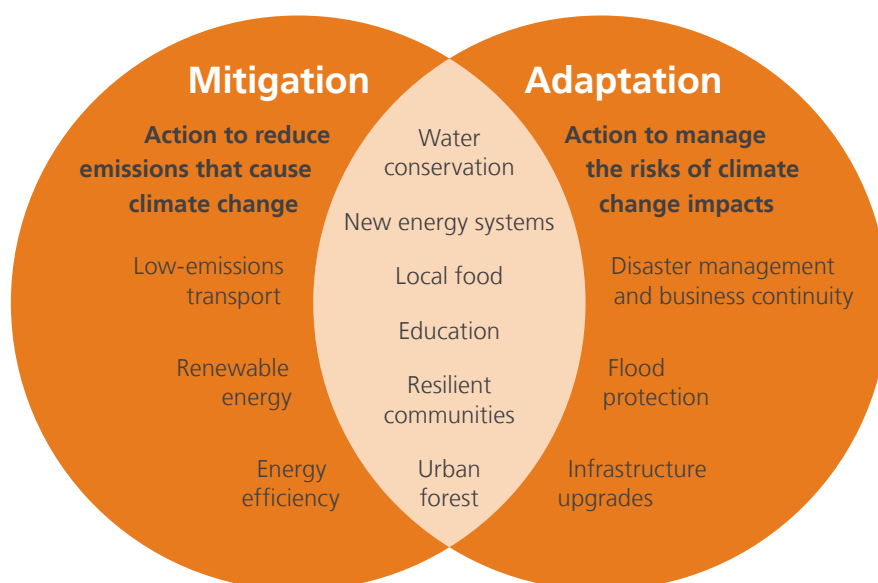 Mitigation
Action to reduce
emissions that cause
climate change
Low-emissions
transport
Renewable
energy
Energy
efficiency
Water
conservation
New energy systems
Local food
Education
Resilient
communities
Urban
forest
Adaptation
Action to manage
the risks of climate
change impacts
Disaster management
and business continuity
Flood
protection
Infrastructure
upgrades